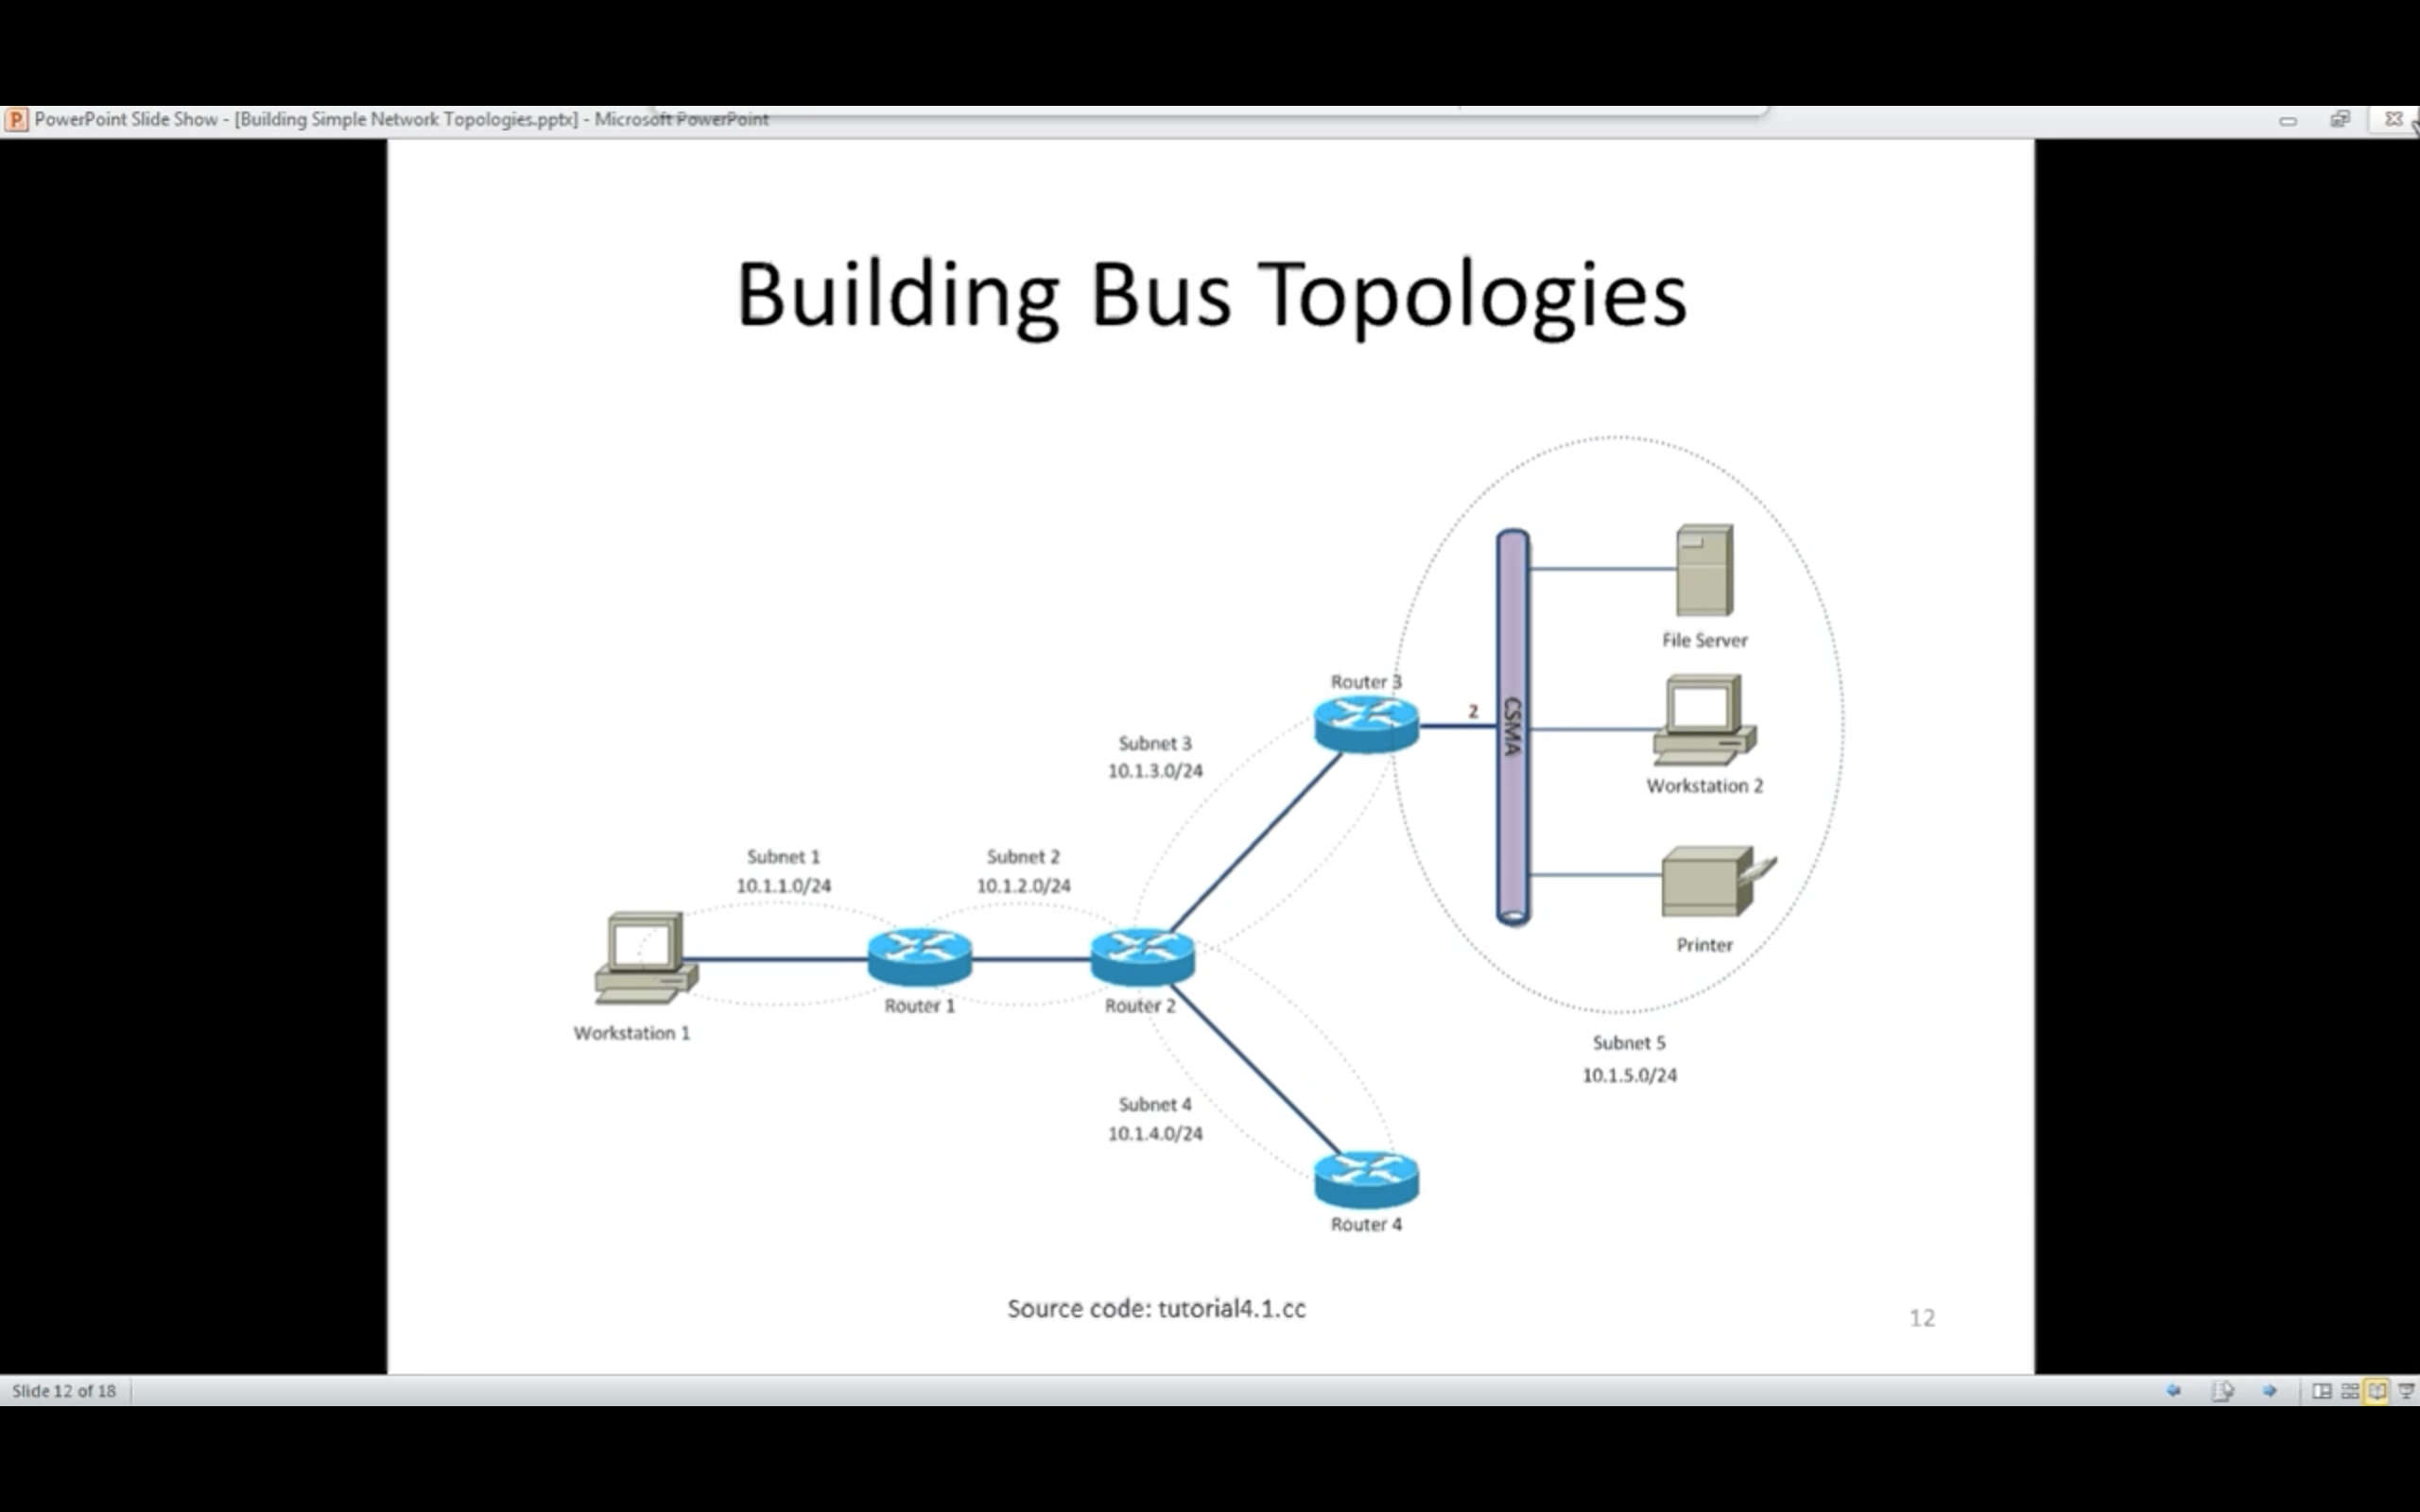 PowerPoint Slide Show - [Building Simple Network Topologies.pptx] - Microsoft PowerPoint
Building Bus Topologies
File Server
Router 3
2
CSMA
Subnet 3
10.1.3.0/24
Workstation 2
Subnet 1
10.1.1.0/24
Subnet 2
10.1.2.0/24
Printer
Router 1
Router 2
Workstation 1
Subnet 5
10.1.5.0/24
Subnet 4
10.1.4.0/24
Router 4
Source code: tutorial4.1.cc
12
Slide 12 of 18